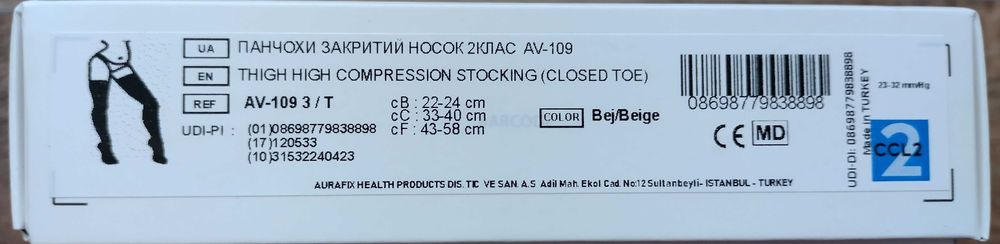 UA ПАНЧОХИ ЗАКРИТИЙ НОСОК 2КЛАС AV-109
EN THIGH HIGH COMPRESSION STOCKING (CLOSED TOE)
REF AV-109 3 / T
cB : 22-24 cm
cC : 33-40 cm
cF : 43-58 cm
COLOR Bej/Beige
UDI-PI : (01)08698779838898
(17)120533
(10)31532240423
AURAFIX HEALTH PRODUCTS DIS. TIC. VE SAN. A.S Adil Mah. Ekol Cad. No:12 Sultanbeyli- ISTANBUL - TURKEY
08698779838898
CE MD
UDI-DI: 08698779838898
Made in TURKEY
23-32 mmHg
CCL2
2